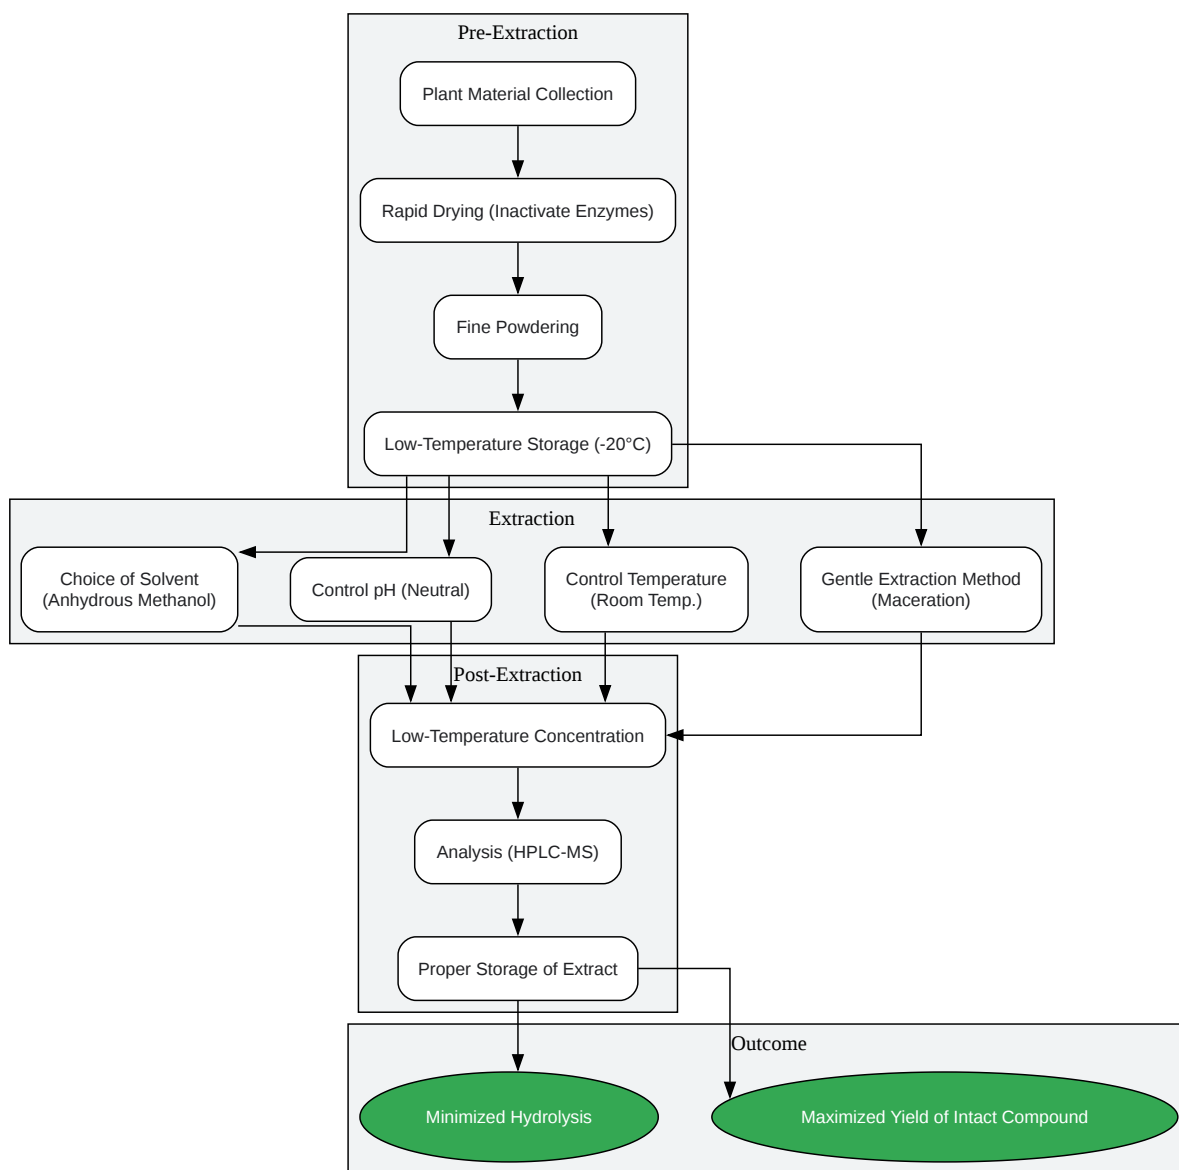 Pre-Extraction
Plant Material Collection
Rapid Drying (Inactivate Enzymes)
Fine Powdering
Low-Temperature Storage (-20°C)
Extraction
Choice of Solvent
(Anhydrous Methanol)
Control pH (Neutral)
Control Temperature
(Room Temp.)
Gentle Extraction Method
(Maceration)
Post-Extraction
Low-Temperature Concentration
Analysis (HPLC-MS)
Proper Storage of Extract
Outcome
Minimized Hydrolysis
Maximized Yield of Intact Compound